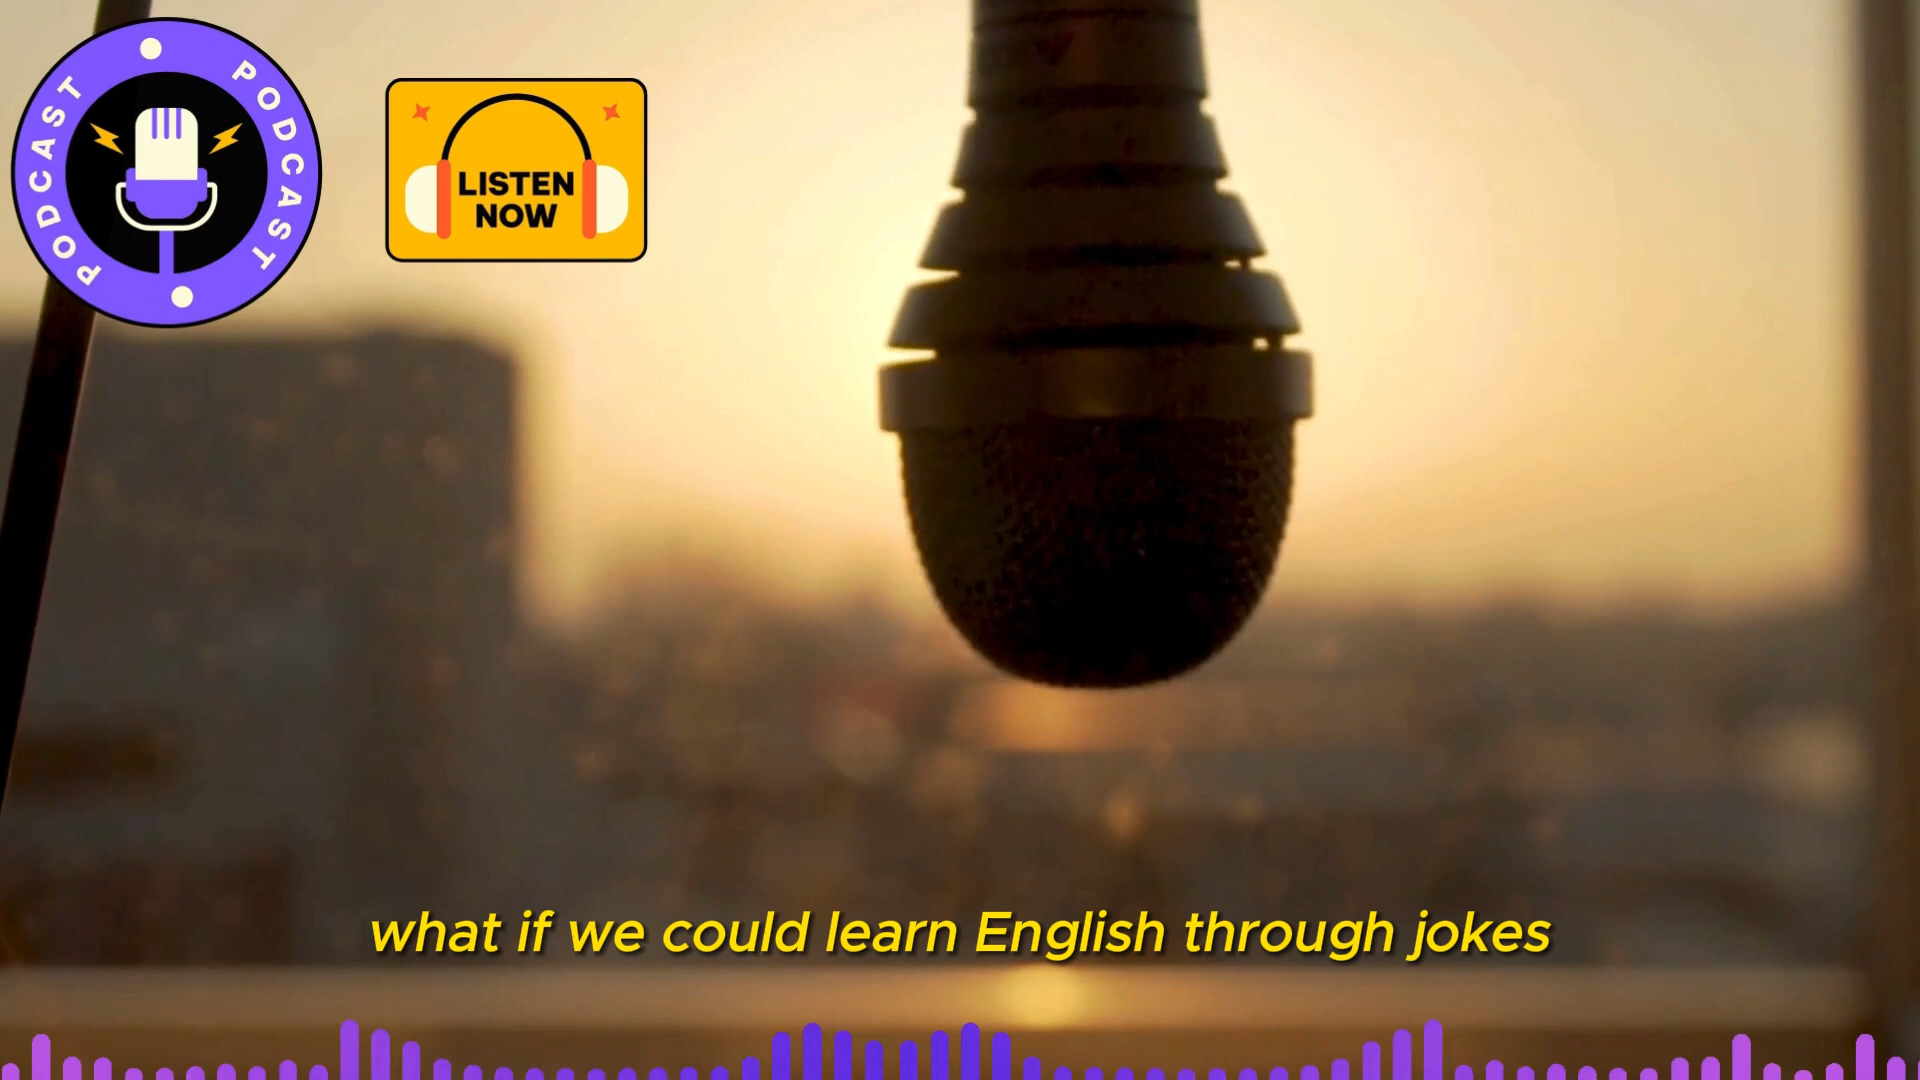 PODCAST
PODCAST
LISTEN
NOW
what if we could learn English through jokes